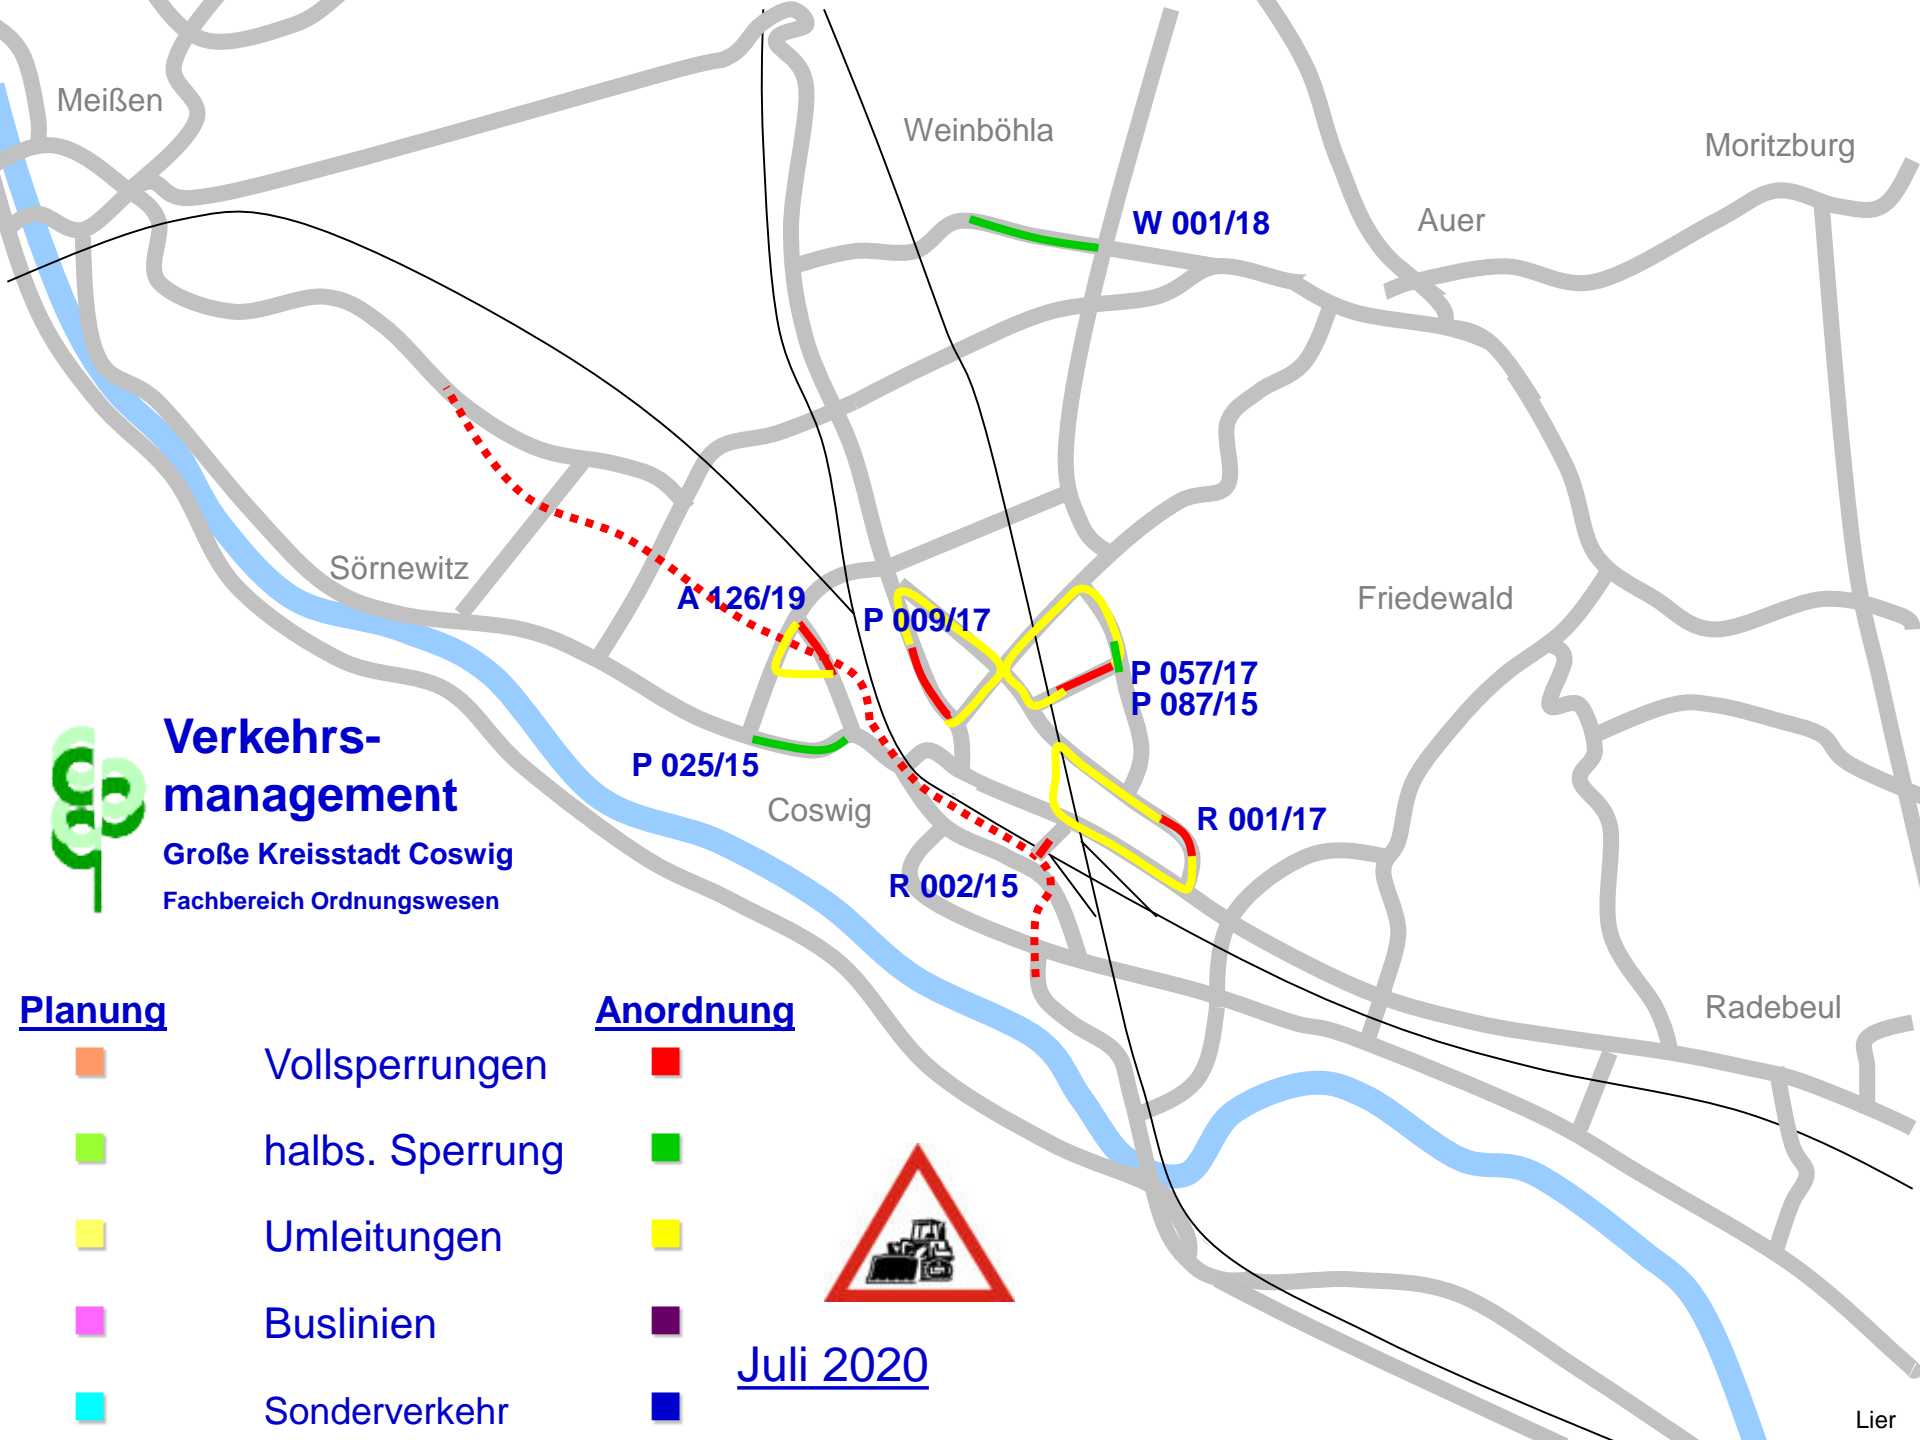 Meißen
Weinböhla
Moritzburg
Auer
W 001/18
Sörnewitz
A 126/19
P 009/17
Friedewald
P 057/17
P 087/15
P 025/15
Coswig
R 001/17
R 002/15
Radebeul
Verkehrs-
management
Große Kreisstadt Coswig
Fachbereich Ordnungswesen
Planung
Anordnung
Vollsperrungen
halbs. Sperrung
Umleitungen
Buslinien
Sonderverkehr
Juli 2020
Lier